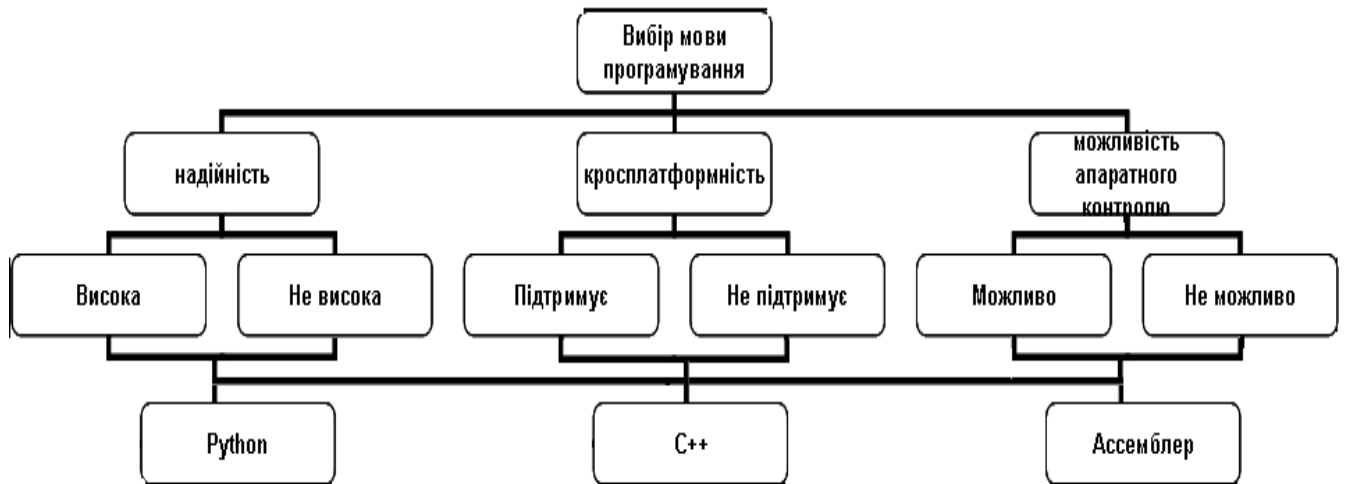 Вибір мови
програмування
надійність
кросплатформність
можливість
апаратного
контролю
Висока
Не висока
Підтримує
Не підтримує
Можливо
Не можливо
Python
C++
Ассемблер